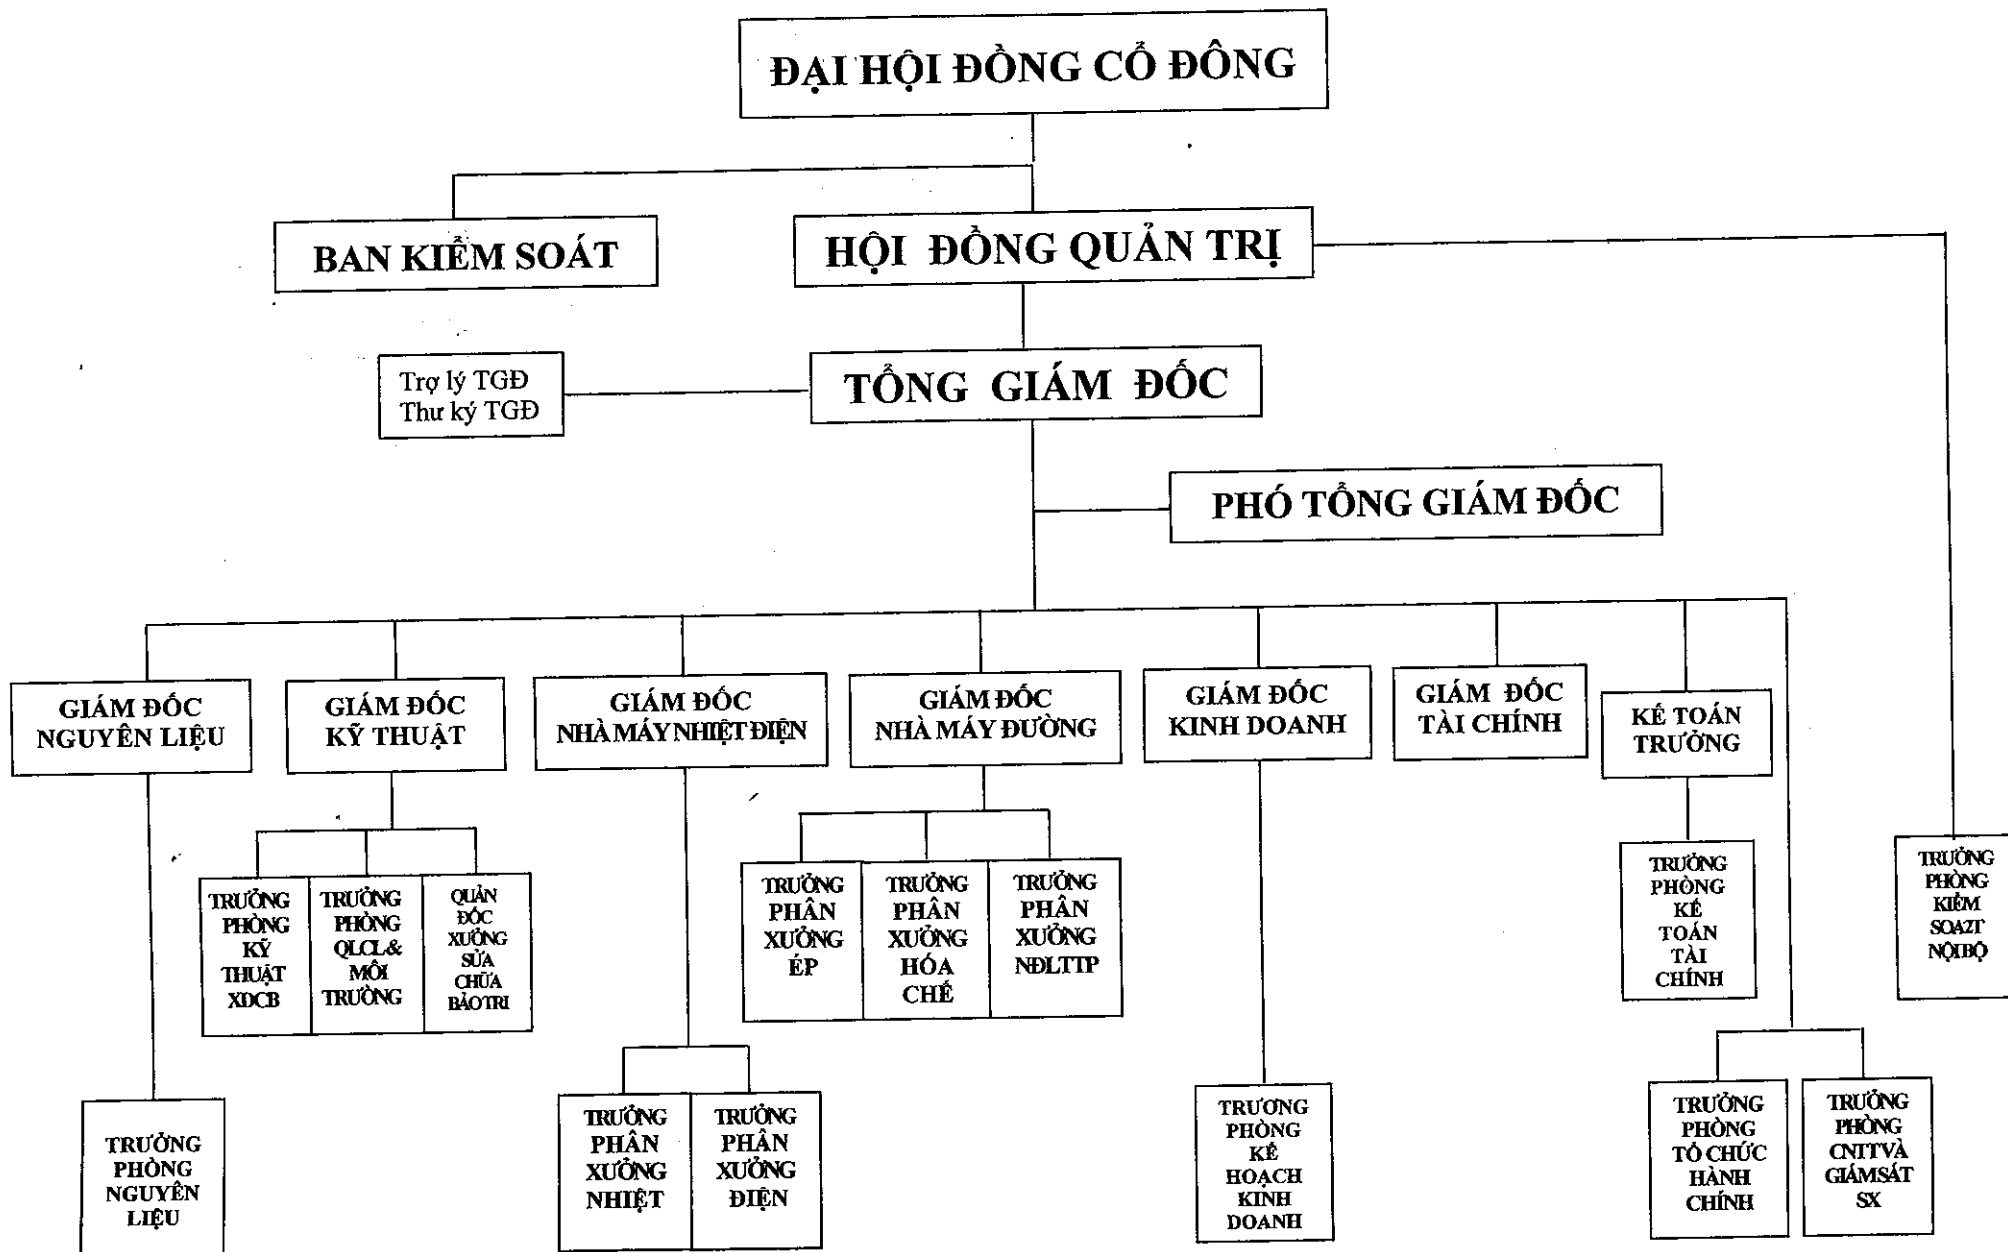 ĐẠI HỘI ĐỒNG CỔ ĐÔNG
BAN KIỂM SOÁT
HỘI ĐỒNG QUẢN TRỊ
Trợ lý TGĐ
Thư ký TGĐ
TỔNG GIÁM ĐỐC
PHÓ TỔNG GIÁM ĐỐC
GIÁM ĐỐC
NGUYÊN LIỆU
GIÁM ĐỐC
KỸ THUẬT
GIÁM ĐỐC
NHÀ MÁY NHIỆT ĐIỆN
GIÁM ĐỐC
NHÀ MÁY ĐƯỜNG
GIÁM ĐỐC
KINH DOANH
GIÁM ĐỐC
TÀI CHÍNH
KẾ TOÁN
TRƯỞNG
TRƯỞNG
PHÒNG
KỸ
THUẬT
XDCB
TRƯỞNG
PHÒNG
QLCL&
MÔI
TRƯỜNG
QUẢN
ĐỐC
XƯỞNG
SỬA
CHỮA
BẢO TRI
TRƯỞNG
PHÂN
XƯỞNG
ÉP
TRƯỞNG
PHÂN
XƯỞNG
HÓA
CHẾ
TRƯỞNG
PHÂN
XƯỞNG
NĐLTTP
TRƯỞNG
PHÒNG
KẾ
TOÁN
TÀI
CHÍNH
TRƯỞNG
PHÒNG
KIỂM
SOA2T
NỘI BỘ
TRƯỞNG
PHÒNG
NGUYÊN
LIỆU
TRƯỞNG
PHÂN
XƯỞNG
NHIỆT
TRƯỞNG
PHÂN
XƯỞNG
ĐIỆN
TRƯƠNG
PHÒNG
KẾ
HOẠCH
KINH
DOANH
TRƯỞNG
PHÒNG
TỔ CHỨC
HÀNH
CHÍNH
TRƯỞNG
PHÒNG
CNTT VÀ
GIÁM SÁT
SX